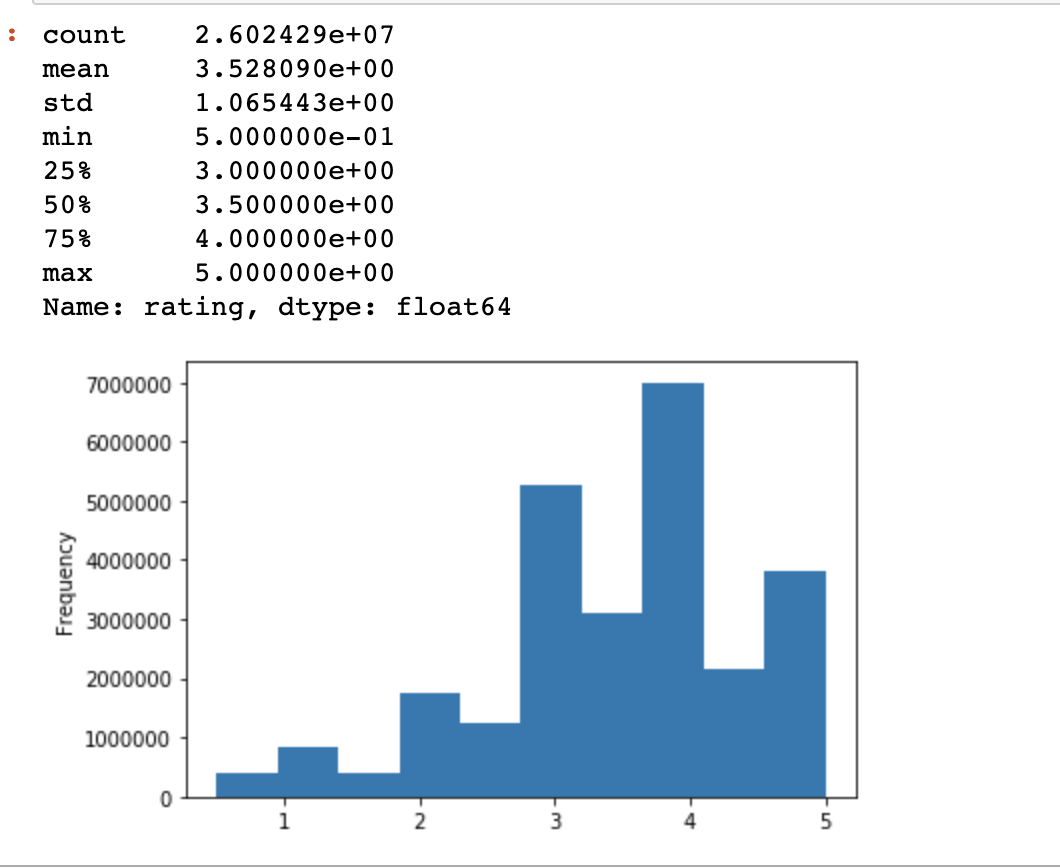 : count 2.602429e+07
mean 3.528090e+00
std 1.065443e+00
min 5.000000e-01
25% 3.000000e+00
50% 3.500000e+00
75% 4.000000e+00
max 5.000000e+00
Name: rating, dtype: float64
7000000
6000000
5000000
4000000
3000000
2000000
1000000
0
Frequency
1 2 3 4 5